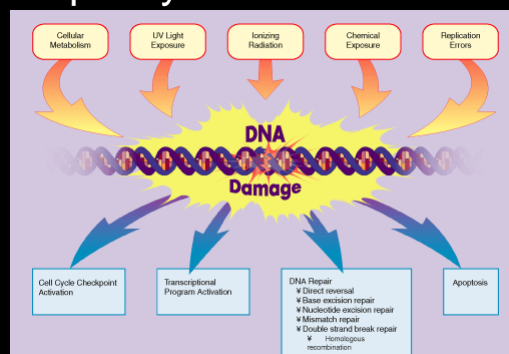 Cellular
Metabolism
UV Light
Exposure
Ionizing
Radiation
Chemical
Exposure
Replication
Errors
DNA
Damage
Cell Cycle Checkpoint
Activation
Transcriptional
Program Activation
DNA Repair
¥ Direct reversal
¥ Base excision repair
¥ Nucleotide excision repair
¥ Mismatch repair
¥ Double strand break repair
¥ Homologous
recombination
Apoptosis